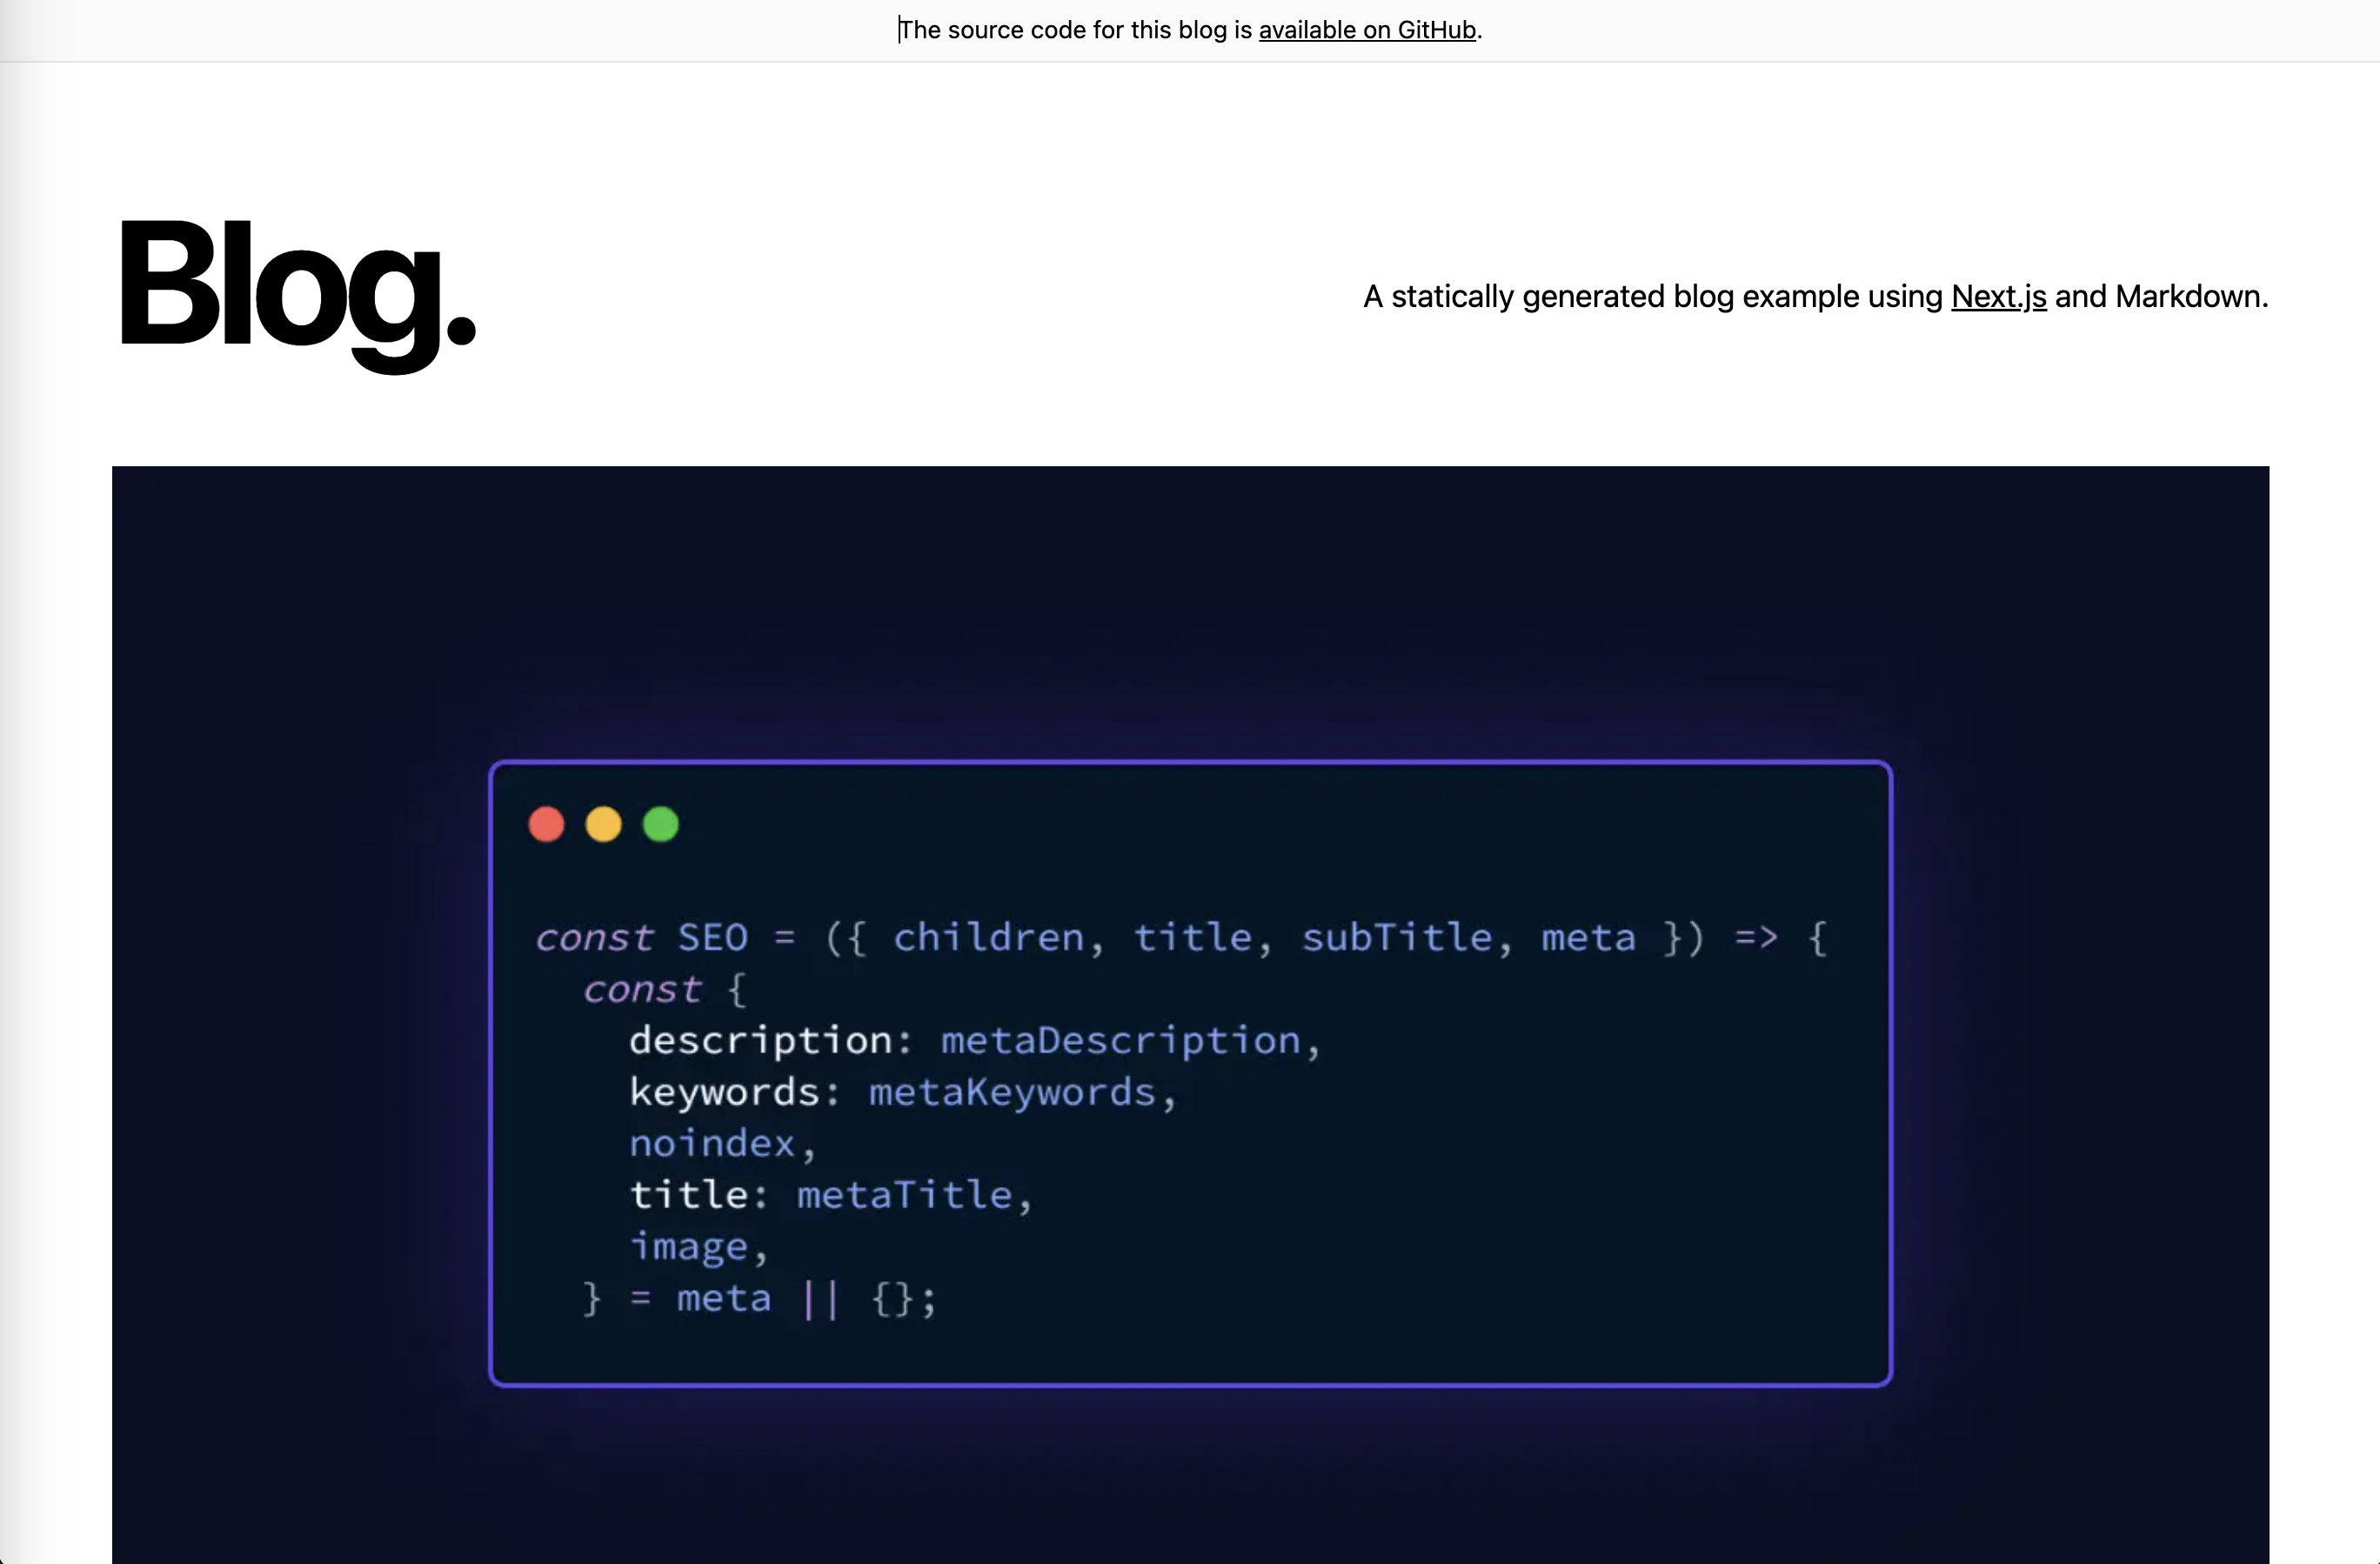 The source code for this blog is available on GitHub.
Blog.
A statically generated blog example using Next.js and Markdown.
const SEO = ({ children, title, subTitle, meta }) => {
  const {
    description: metaDescription,
    keywords: metaKeywords,
    noindex,
    title: metaTitle,
    image,
  } = meta || {};